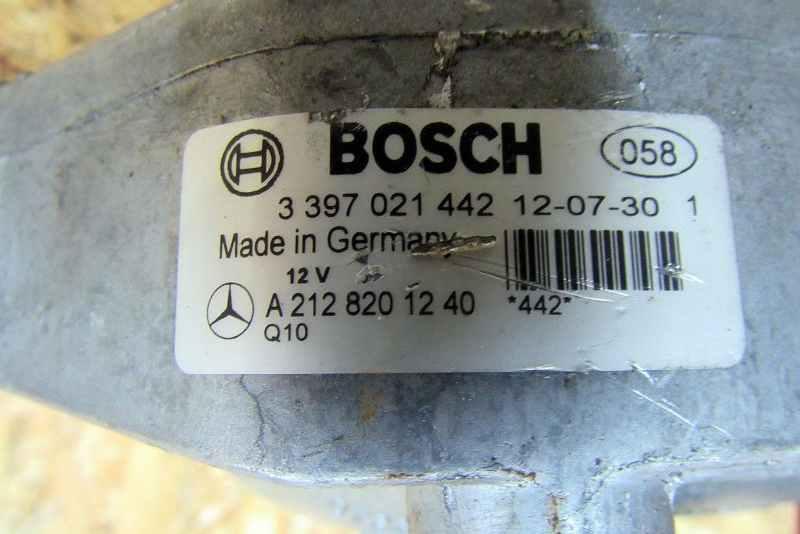 BOSCH 058
3 397 021 442 12-07-30 1
Made in Germany
12 V
A 212 820 12 40 *442*
Q10